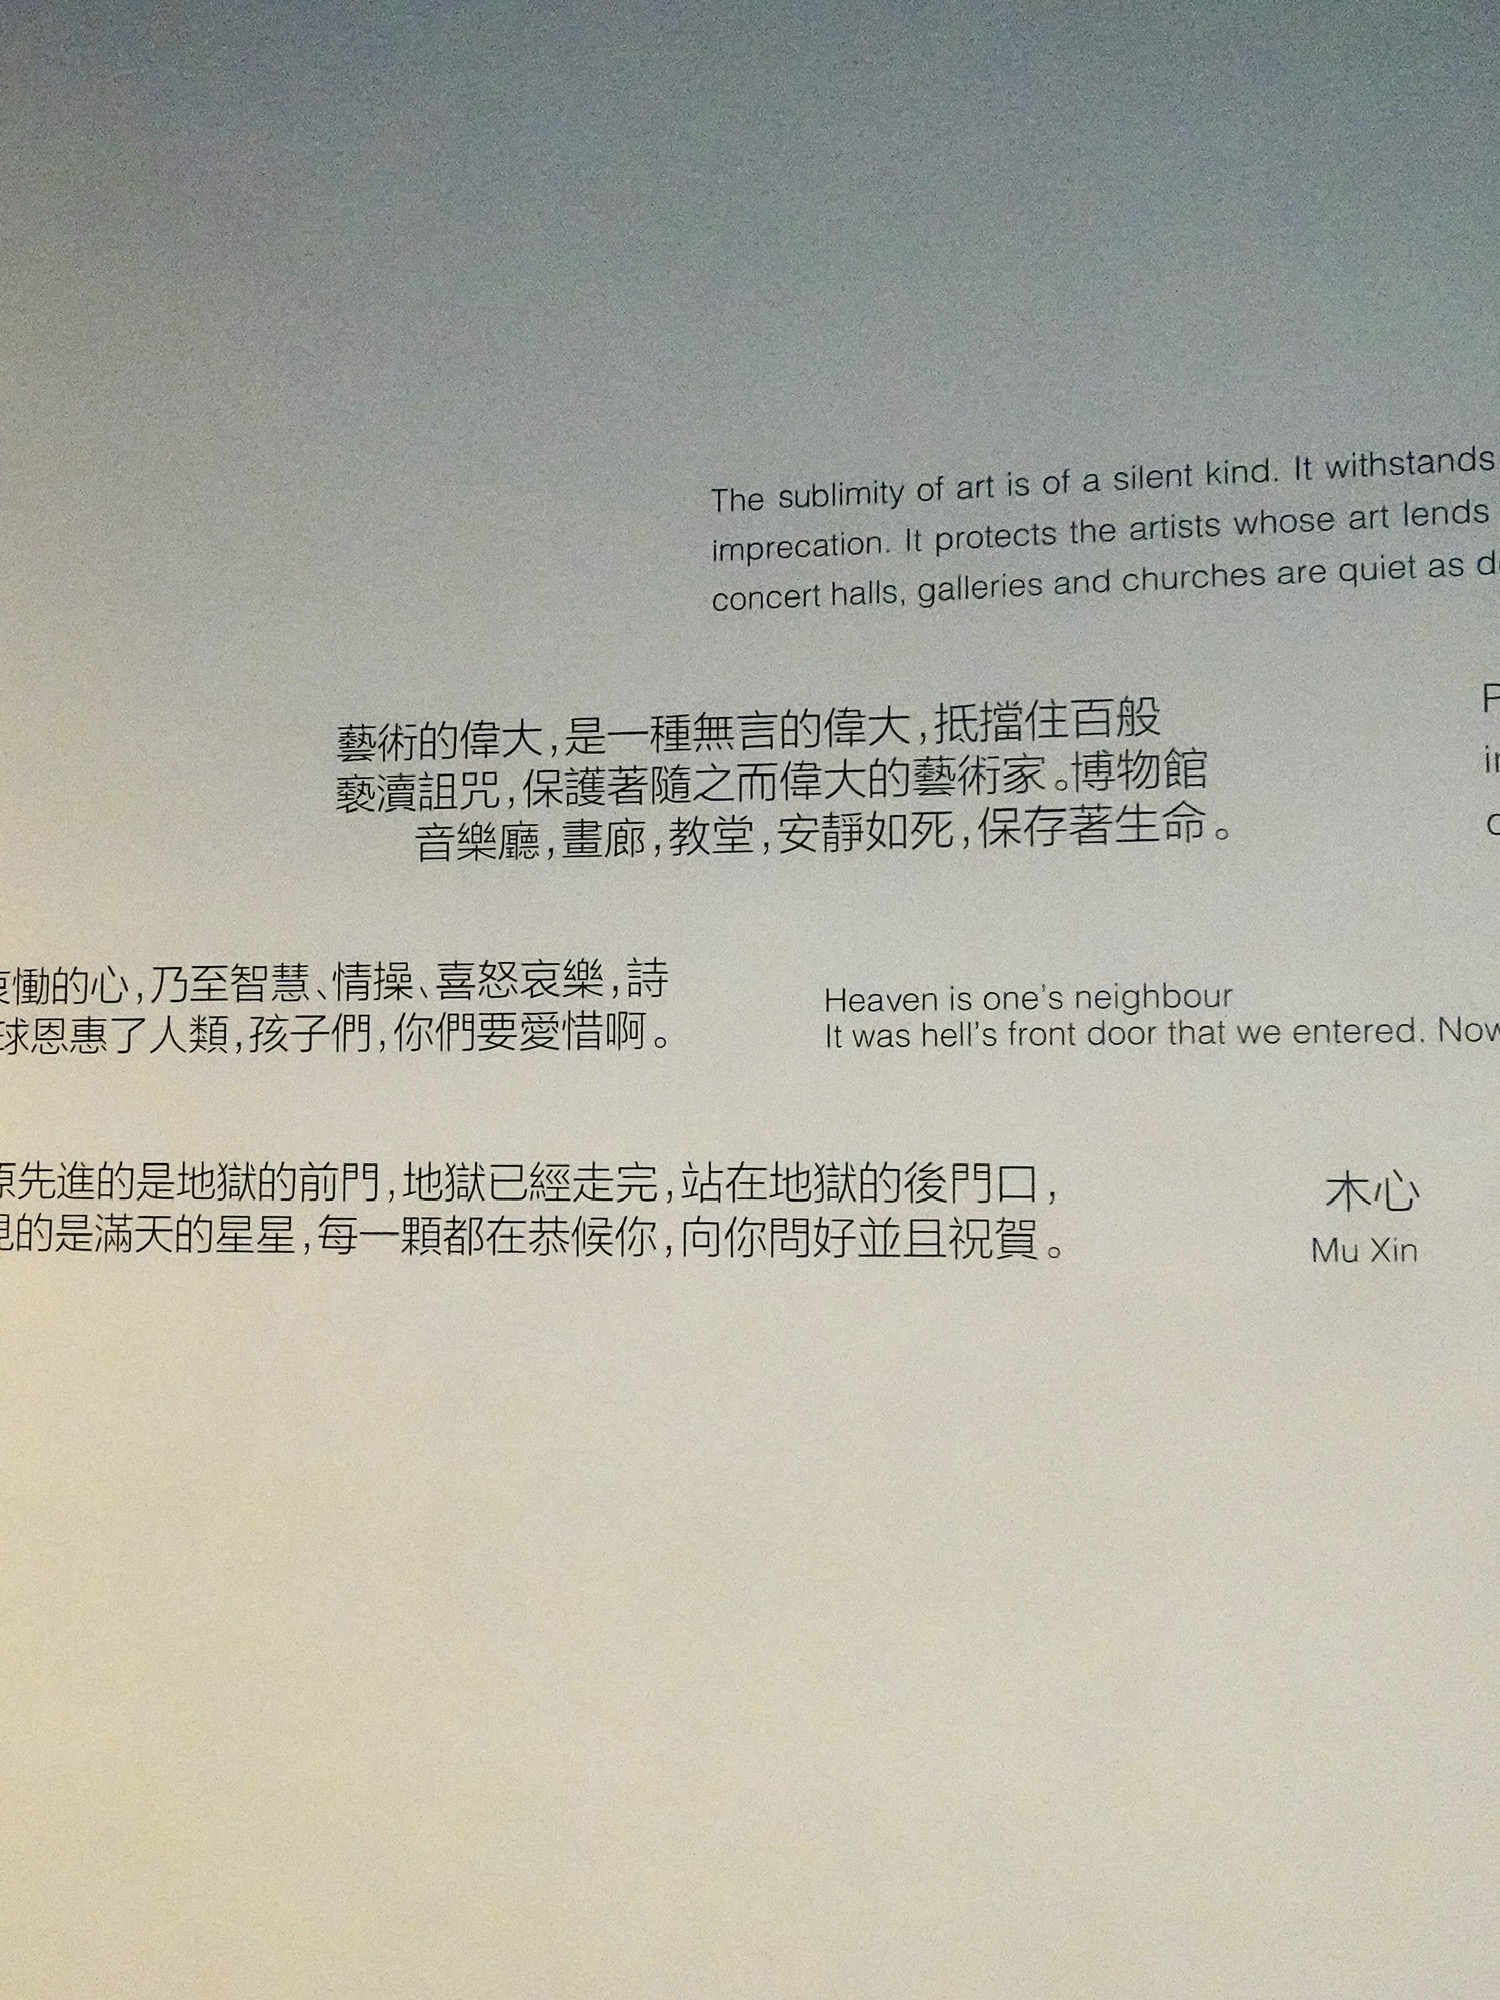 The sublimity of art is of a silent kind. It withstands
imprecation. It protects the artists whose art lends
concert halls, galleries and churches are quiet as
藝術的偉大,是一種無言的偉大,抵擋住百般
褻瀆詛咒,保護著隨之而偉大的藝術家。博物館
音樂廳,畫廊,教堂,安靜如死,保存著生命。
慟的心,乃至智慧、情操、喜怒哀樂,詩
球恩惠了人類,孩子們,你們要愛惜啊。
Heaven is one's neighbour
It was hell's front door that we entered. Now
原先進的是地獄的前門,地獄已經走完,站在地獄的後門口,
的是滿天的星星,每一顆都在恭候你,向你問好並且祝賀。
木心
Mu Xin